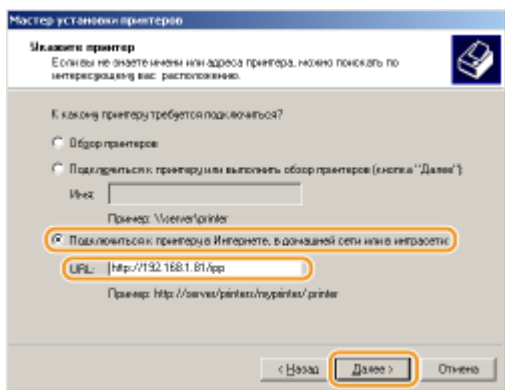 Мастер установки принтеров
Укажите принтер
Если вы не знаете имени или адреса принтера, можно поискать по
интересующему вас расположению.
К какому принтеру требуется подключиться?
Обзор принтеров
Подключиться к принтеру или выполнить обзор принтеров (кнопка "Далее"):
Имя:
Пример: \\server\printer
Подключиться к принтеру в Интернете, в домашней сети или в интрасети:
URL: http://192.168.1.81/ipp
Пример: http://server/printers/myprinter/.printer
< Назад
Далее >
Отмена